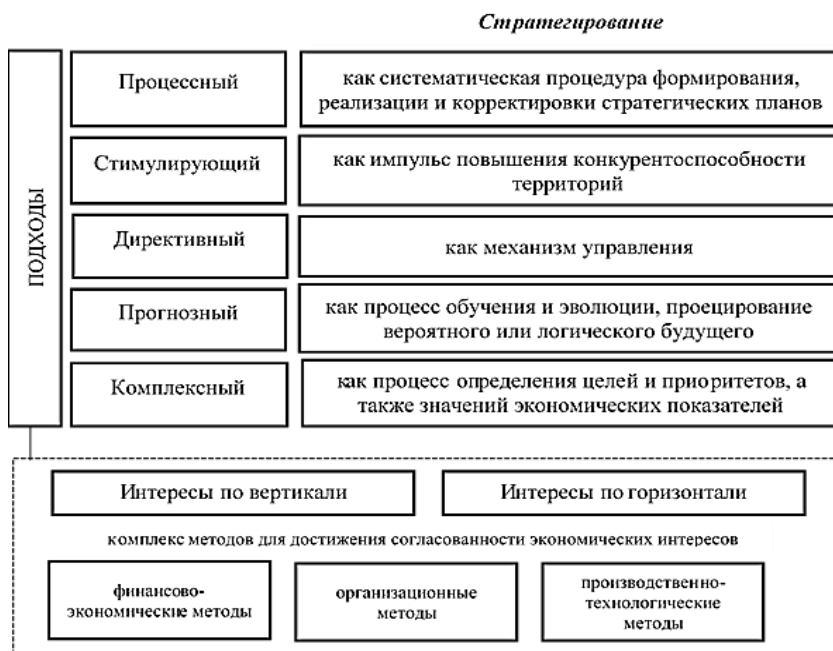 Стратегирование
ПОДХОДЫ
Процессный
как систематическая процедура формирования,
реализации и корректировки стратегических планов
Стимулирующий
как импульс повышения конкурентоспособности
территорий
Директивный
как механизм управления
Прогнозный
как процесс обучения и эволюции, проецирование
вероятного или логического будущего
Комплексный
как процесс определения целей и приоритетов, а
также значений экономических показателей
Интересы по вертикали
Интересы по горизонтали
комплекс методов для достижения согласованности экономических интересов
финансово-
экономические методы
организационные
методы
производственно-
технологические
методы